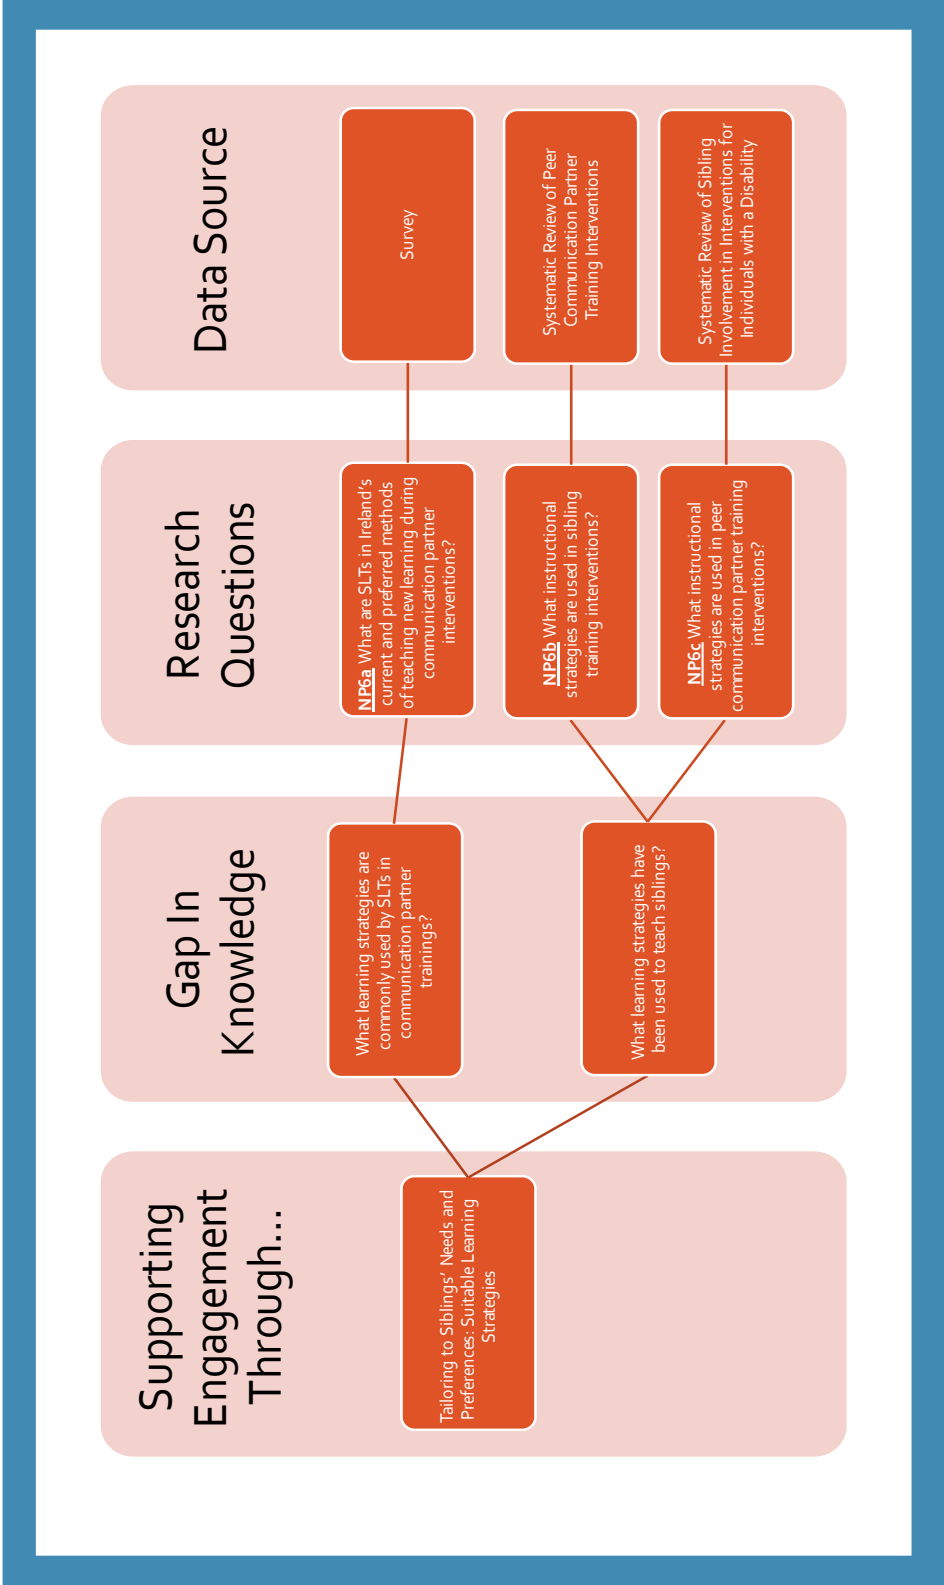 Supporting
Engagement
Through...
Tailoring to Siblings’ Needs and
Preferences: Suitable Learning
Strategies
Gap In
Knowledge
What learning strategies are
commonly used by SLTs in
communication partner
trainings?
What learning strategies have
been used to teach siblings?
Research
Questions
NP6a What are SLTs in Ireland’s
current and preferred methods
of teaching new learning during
communication partner
interventions?
NP6b What instructional
strategies are used in sibling
training interventions?
NP6c What instructional
strategies are used in peer
communication partner training
interventions?
Data Source
Survey
Systematic Review of Peer
Communication Partner
Training Interventions
Systematic Review of Sibling
Involvement in Interventions for
Individuals with a Disability